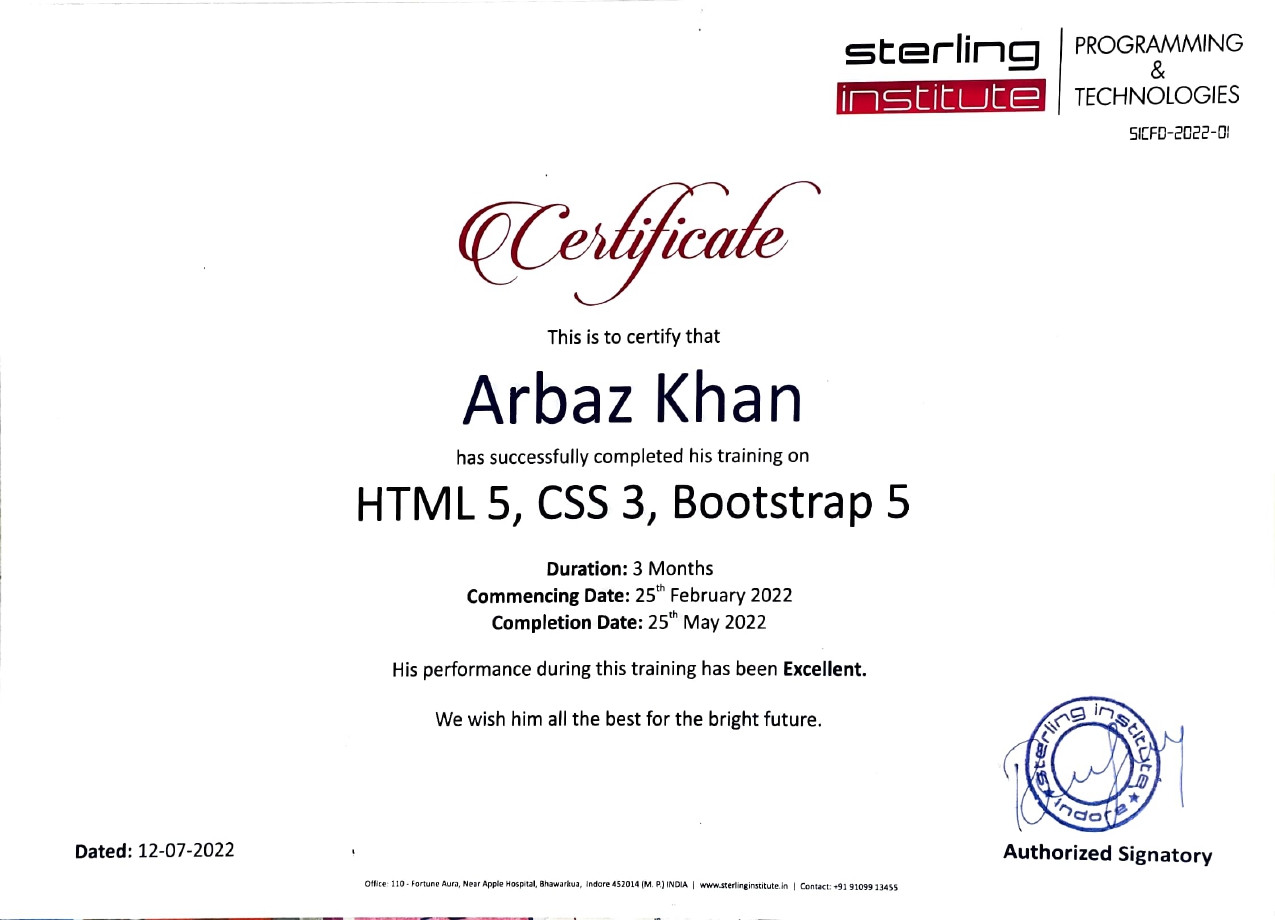 sterling
institute
PROGRAMMING
&
TECHNOLOGIES
SICFD-2022-01
Certificate
This is to certify that
Arbaz Khan
has successfully completed his training on
HTML 5, CSS 3, Bootstrap 5
Duration: 3 Months
Commencing Date: 25th February 2022
Completion Date: 25th May 2022
His performance during this training has been Excellent.
We wish him all the best for the bright future.
sterling institute
★ indore ★
Dated: 12-07-2022
Authorized Signatory
Office: 110 - Fortune Aura, Near Apple Hospital, Bhawarkua, Indore 452014 (M. P.) INDIA | www.sterlinginstitute.in | Contact: +91 91099 13455